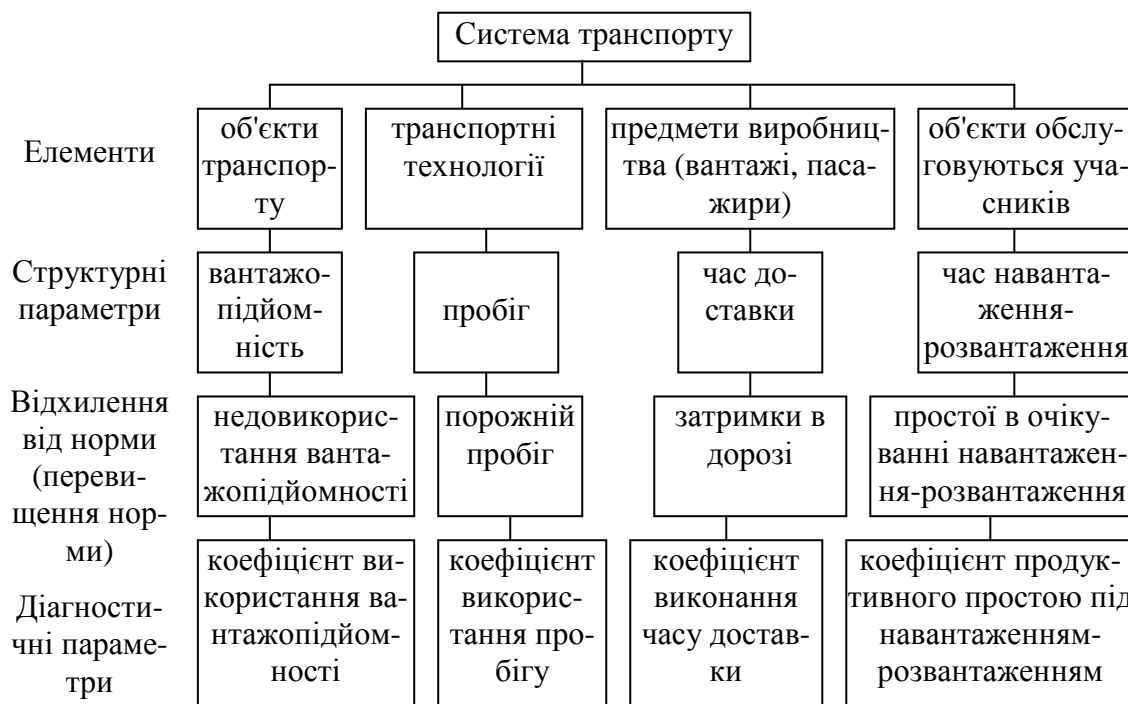 Система транспорту
Елементи
об'єкти
транспор-
ту
транспортні
технології
предмети виробниц-
тва (вантажі, паса-
жири)
об'єкти обслу-
говуються уча-
сників
Структурні
параметри
вантажо-
підйом-
ність
пробіг
час до-
ставки
час наванта-
ження-
розвантаження
Відхилення
від норми
(переви-
щення нор-
ми)
недовикорис-
тання ванта-
жопідйомності
порожній
пробіг
затримки в
дорозі
простої в очіку-
ванні навантажен-
ня-розвантаження
Діагности-
чні параме-
три
коефіцієнт ви-
користання ва-
нтажопідйом-
ності
коефіцієнт
викорис-
тання про-
бігу
коефіцієнт
виконання
часу достав-
ки
коефіцієнт продук-
тивного простою під
навантаженням-
розвантаженням